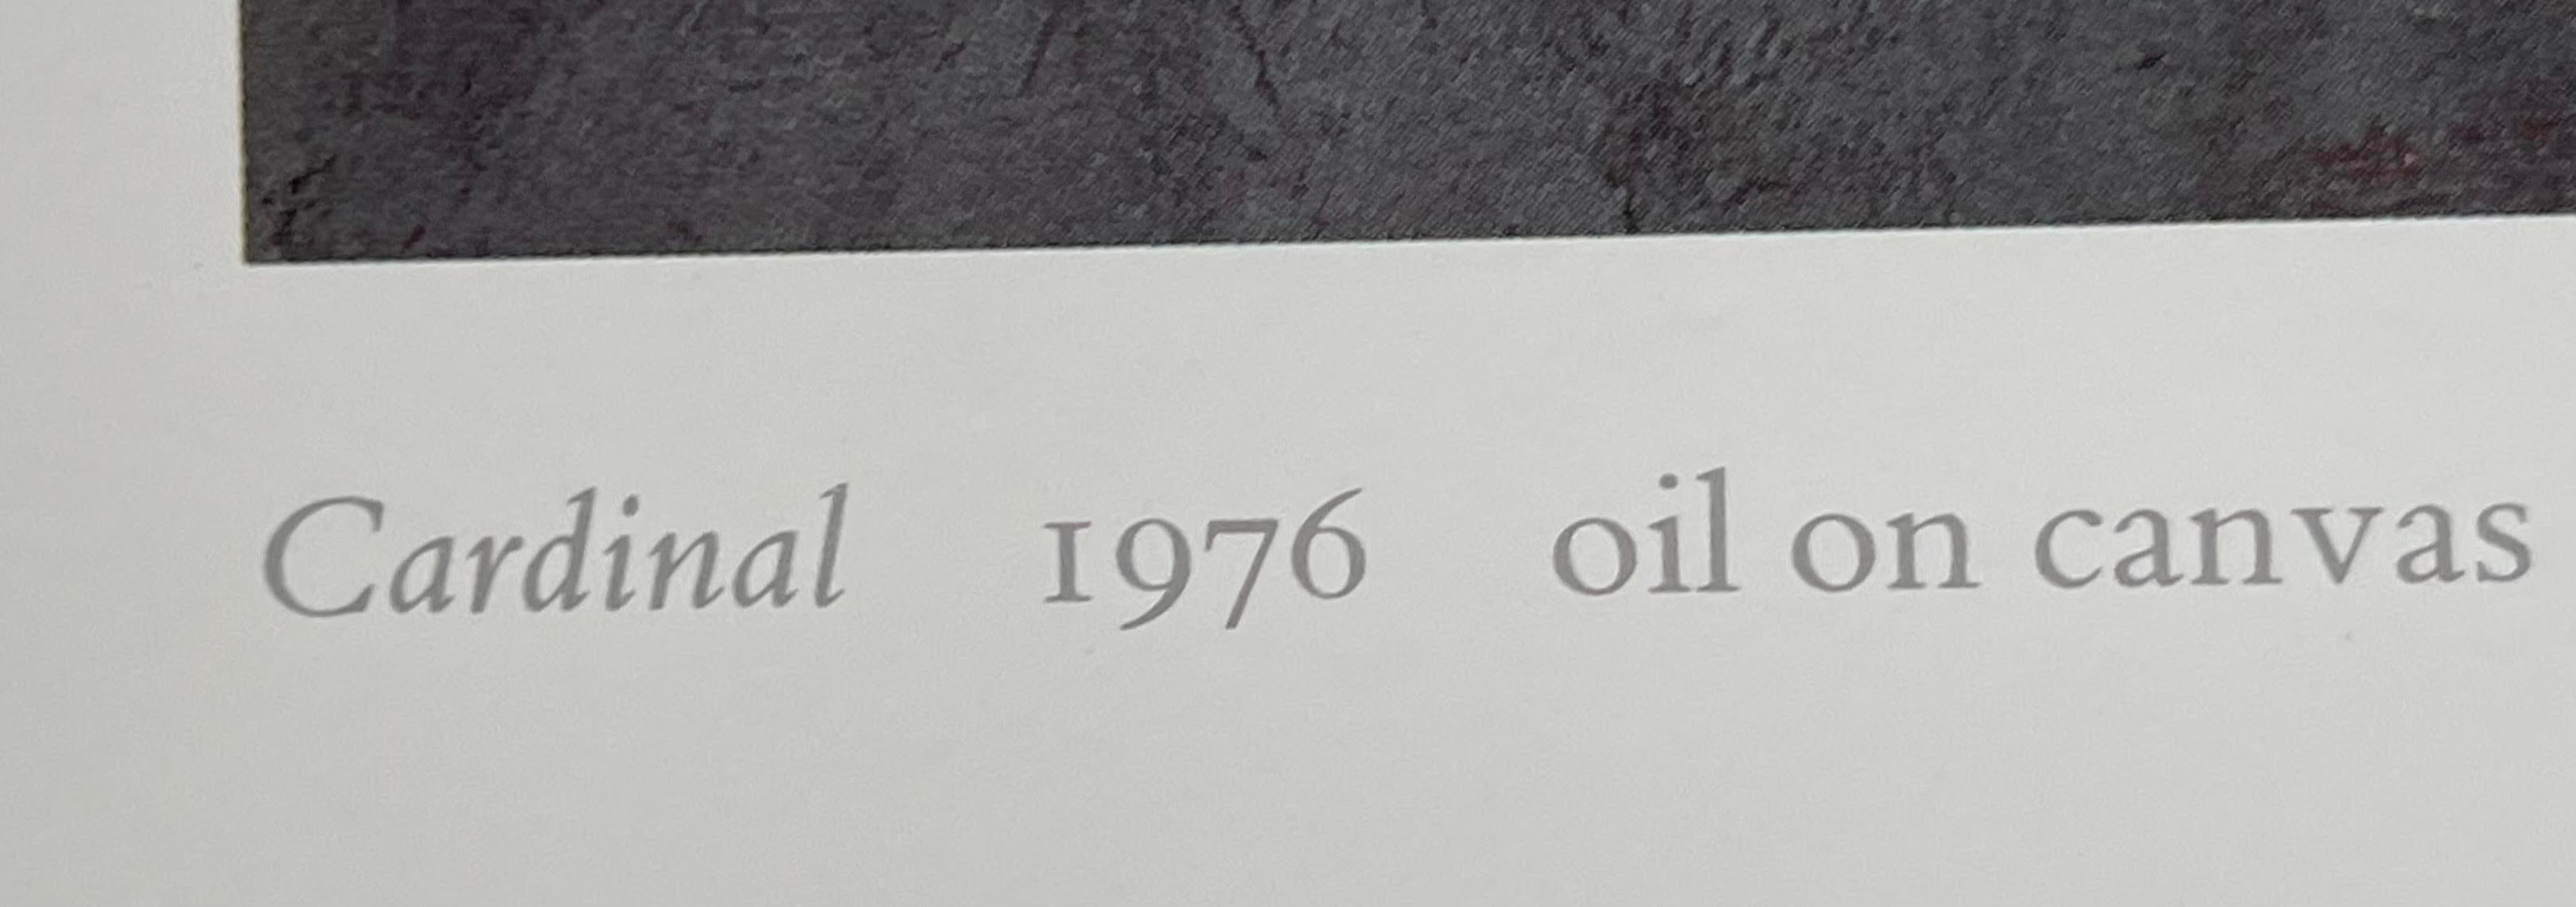 Cardinal 1976 oil on canvas